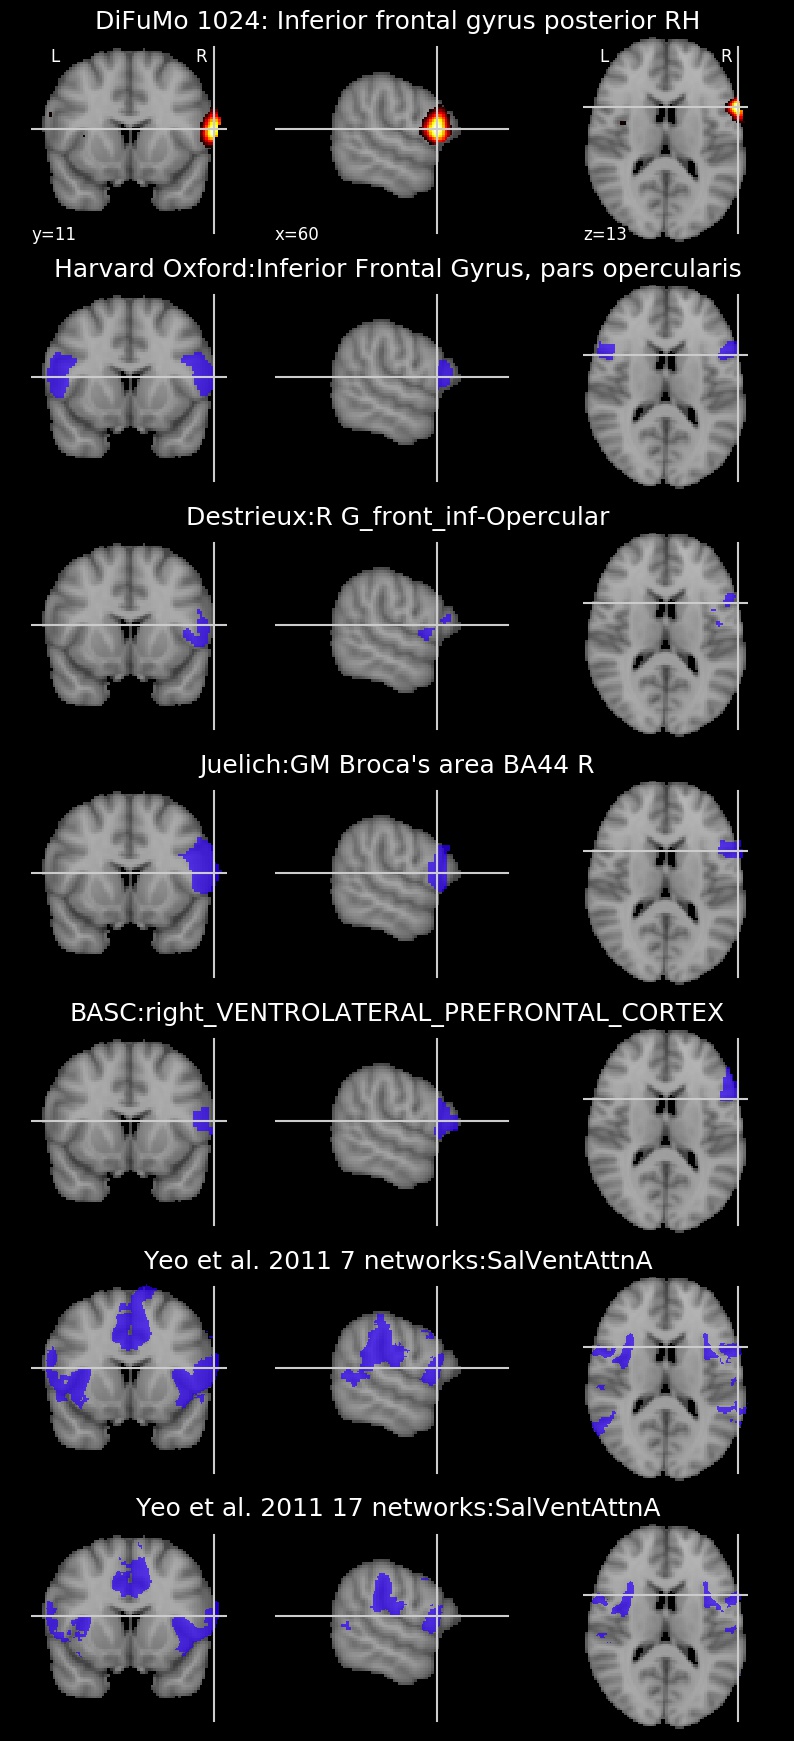 DiFuMo 1024: Inferior frontal gyrus posterior RH
L R L R
y=11 x=60 z=13
Harvard Oxford:Inferior Frontal Gyrus, pars opercularis
Destrieux:R G_front_inf-Opercular
Juelich:GM Broca's area BA44 R
BASC:right_VENTROLATERAL_PREFRONTAL_CORTEX
Yeo et al. 2011 7 networks:SalVentAttnA
Yeo et al. 2011 17 networks:SalVentAttnA